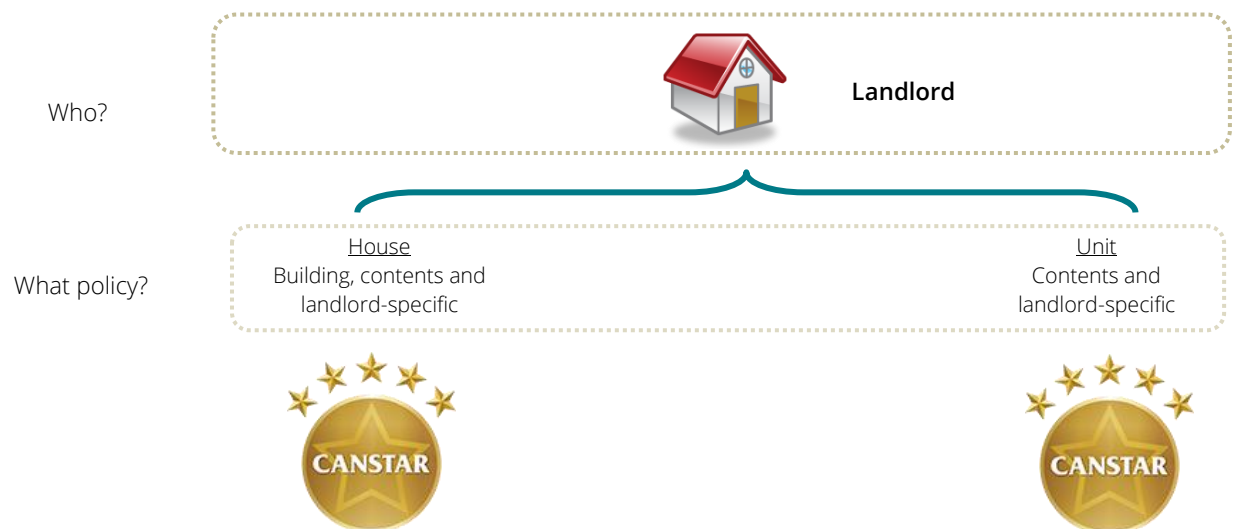 Who?
Landlord
What policy?
House
Building, contents and
landlord-specific
Unit
Contents and
landlord-specific
CANSTAR
CANSTAR